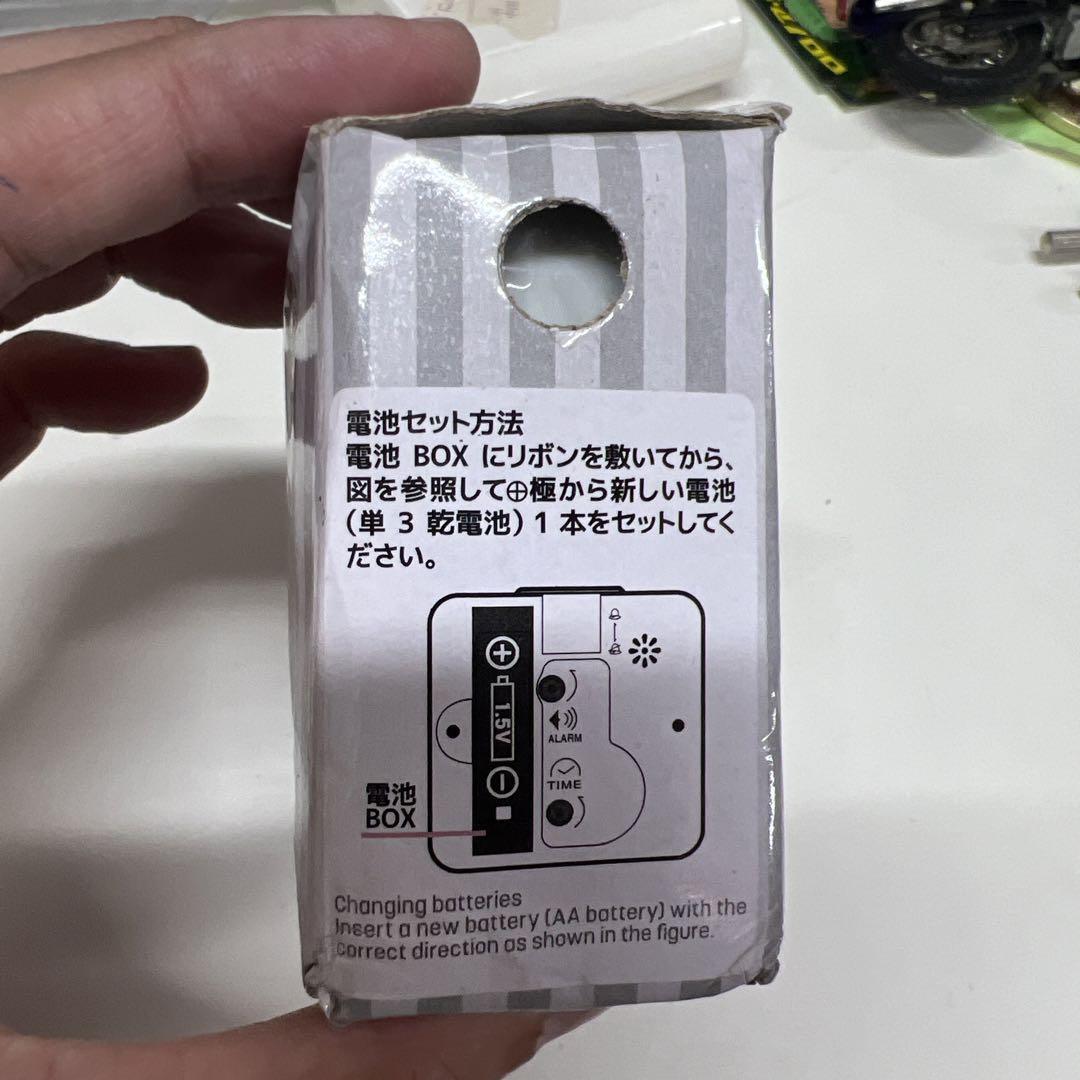 電池セット方法
電池 BOX にリボンを敷いてから、
図を参照して⊕極から新しい電池
(単 3 乾電池) 1 本をセットしてく
ださい。
1.5V
ALARM
TIME
電池
BOX
Changing batteries
Insert a new battery (AA battery) with the
correct direction as shown in the figure.